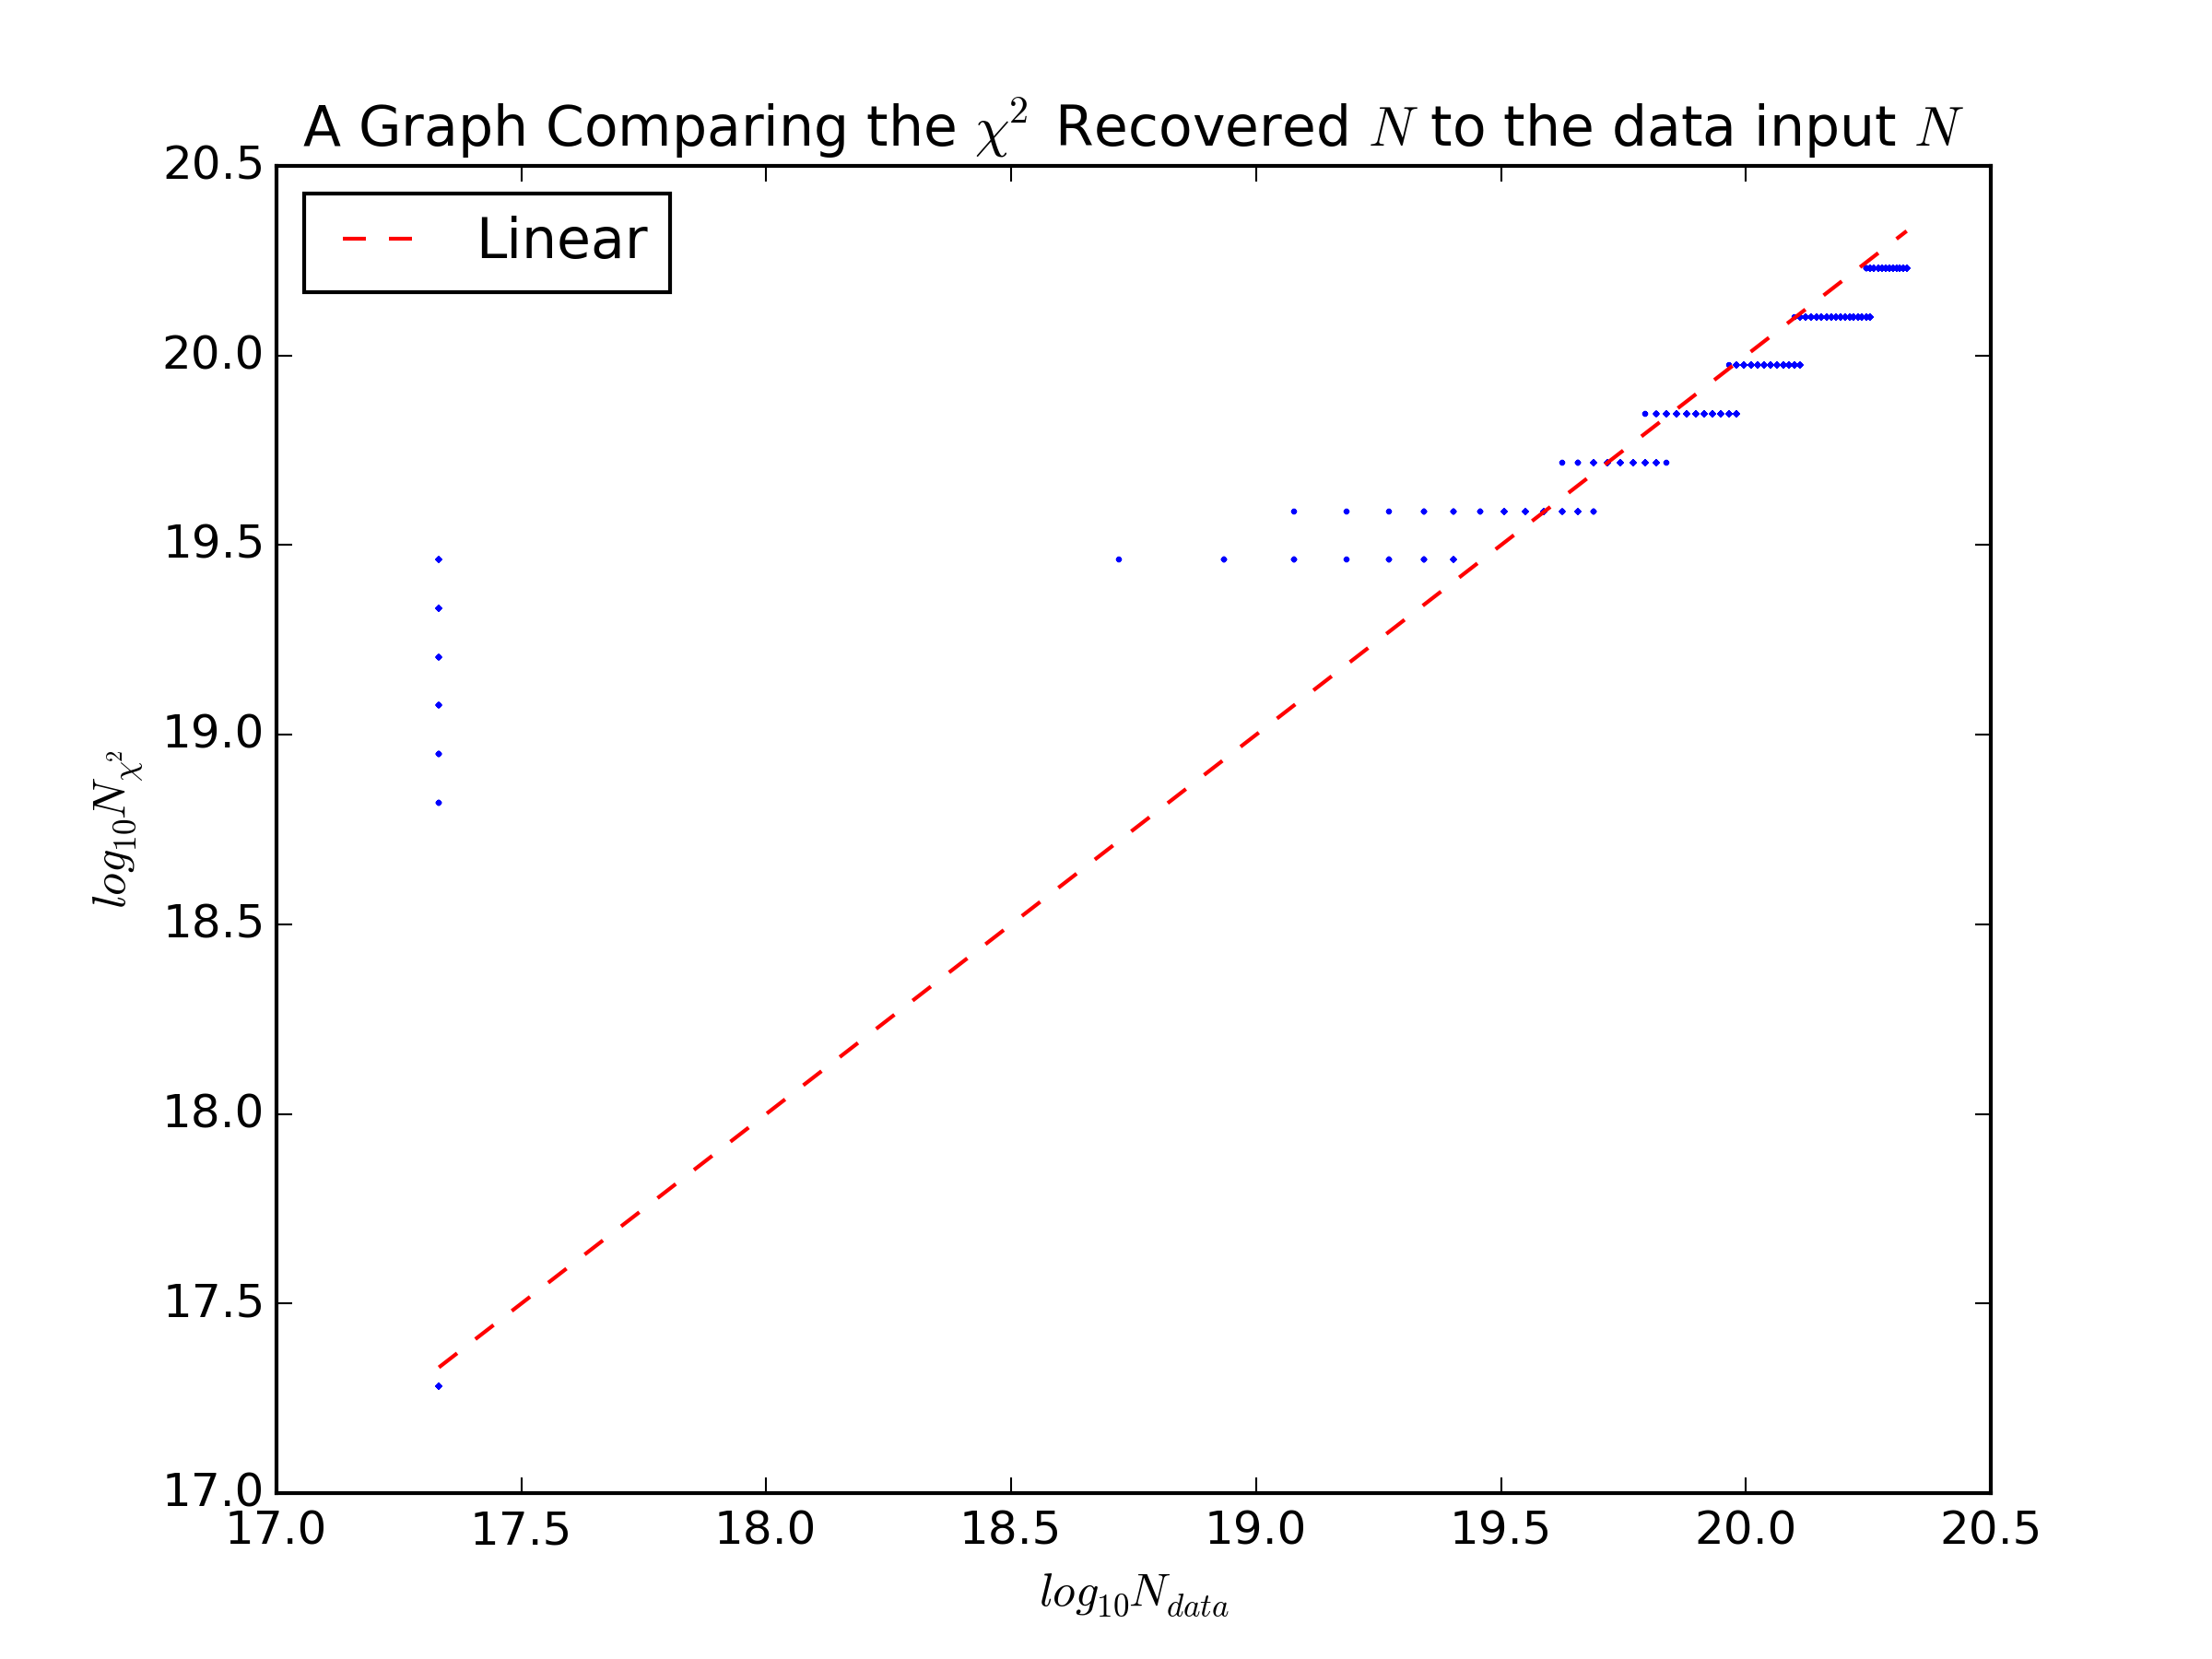 A Graph Comparing the χ² Recovered N to the data input N
Linear
20.5
20.0
19.5
19.0
18.5
18.0
17.5
17.0
log₁₀N_χ²
17.0 17.5 18.0 18.5 19.0 19.5 20.0 20.5
log₁₀N_data